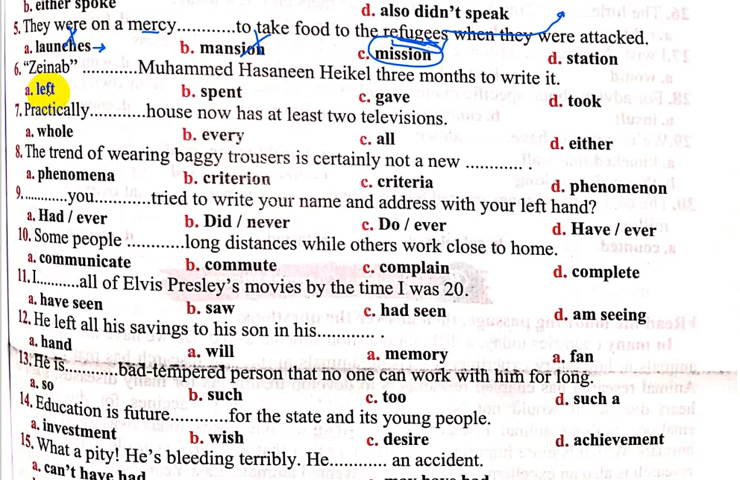 b. either spoke d. also didn't speak
5. They were on a mercy............to take food to the refugees when they were attacked.
a. launches b. mansion c. mission d. station
6. "Zeinab" ...........Muhammed Hasaneen Heikel three months to write it.
a. left b. spent c. gave d. took
7. Practically............house now has at least two televisions.
a. whole b. every c. all d. either
8. The trend of wearing baggy trousers is certainly not a new ............ .
a. phenomena b. criterion c. criteria d. phenomenon
9.............you............tried to write your name and address with your left hand?
a. Had / ever b. Did / never c. Do / ever d. Have / ever
10. Some people ............long distances while others work close to home.
a. communicate b. commute c. complain d. complete
11. I...........all of Elvis Presley's movies by the time I was 20.
a. have seen b. saw c. had seen d. am seeing
12. He left all his savings to his son in his............
a. hand a. will a. memory a. fan
13. He is............bad-tempered person that no one can work with him for long.
a. so b. such c. too d. such a
14. Education is future............for the state and its young people.
a. investment b. wish c. desire d. achievement
15. What a pity! He's bleeding terribly. He............ an accident.
a. can't have had